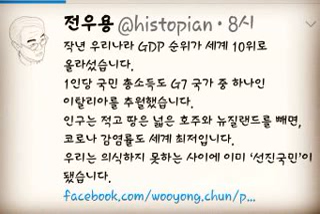 전우용 @histopian · 8시
작년 우리나라 GDP 순위가 세계 10위로
올라섰습니다.
1인당 국민 총소득도 G7 국가 중 하나인
이탈리아를 추월했습니다.
인구는 적고 땅은 넓은 호주와 뉴질랜드를 빼면,
코로나 감염률도 세계 최저입니다.
우리는 의식하지 못하는 사이에 이미 '선진국민'이
됐습니다.
facebook.com/wooyong.chun/p...